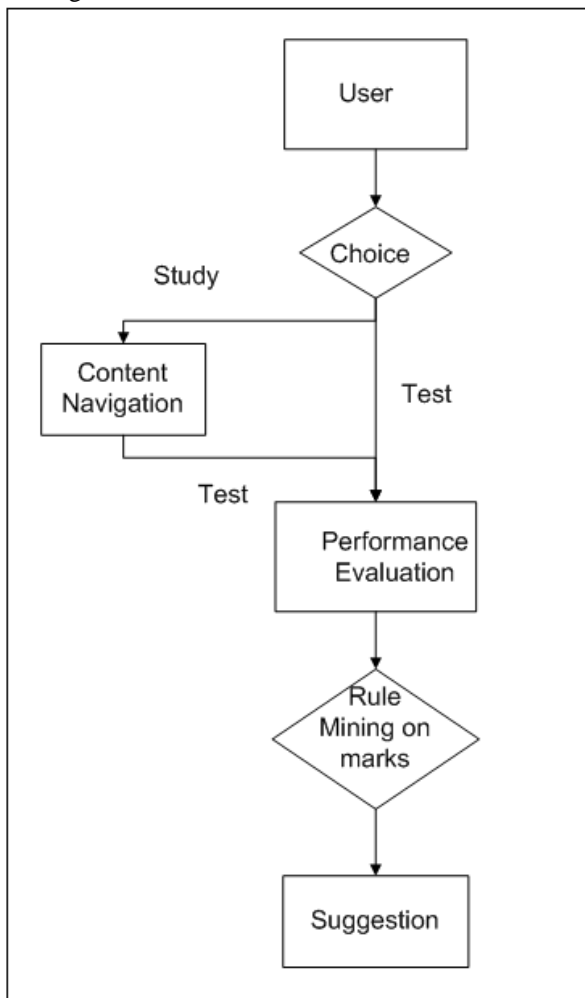 User
Choice
Study
Content
Navigation
Test
Test
Performance
Evaluation
Rule
Mining on
marks
Suggestion